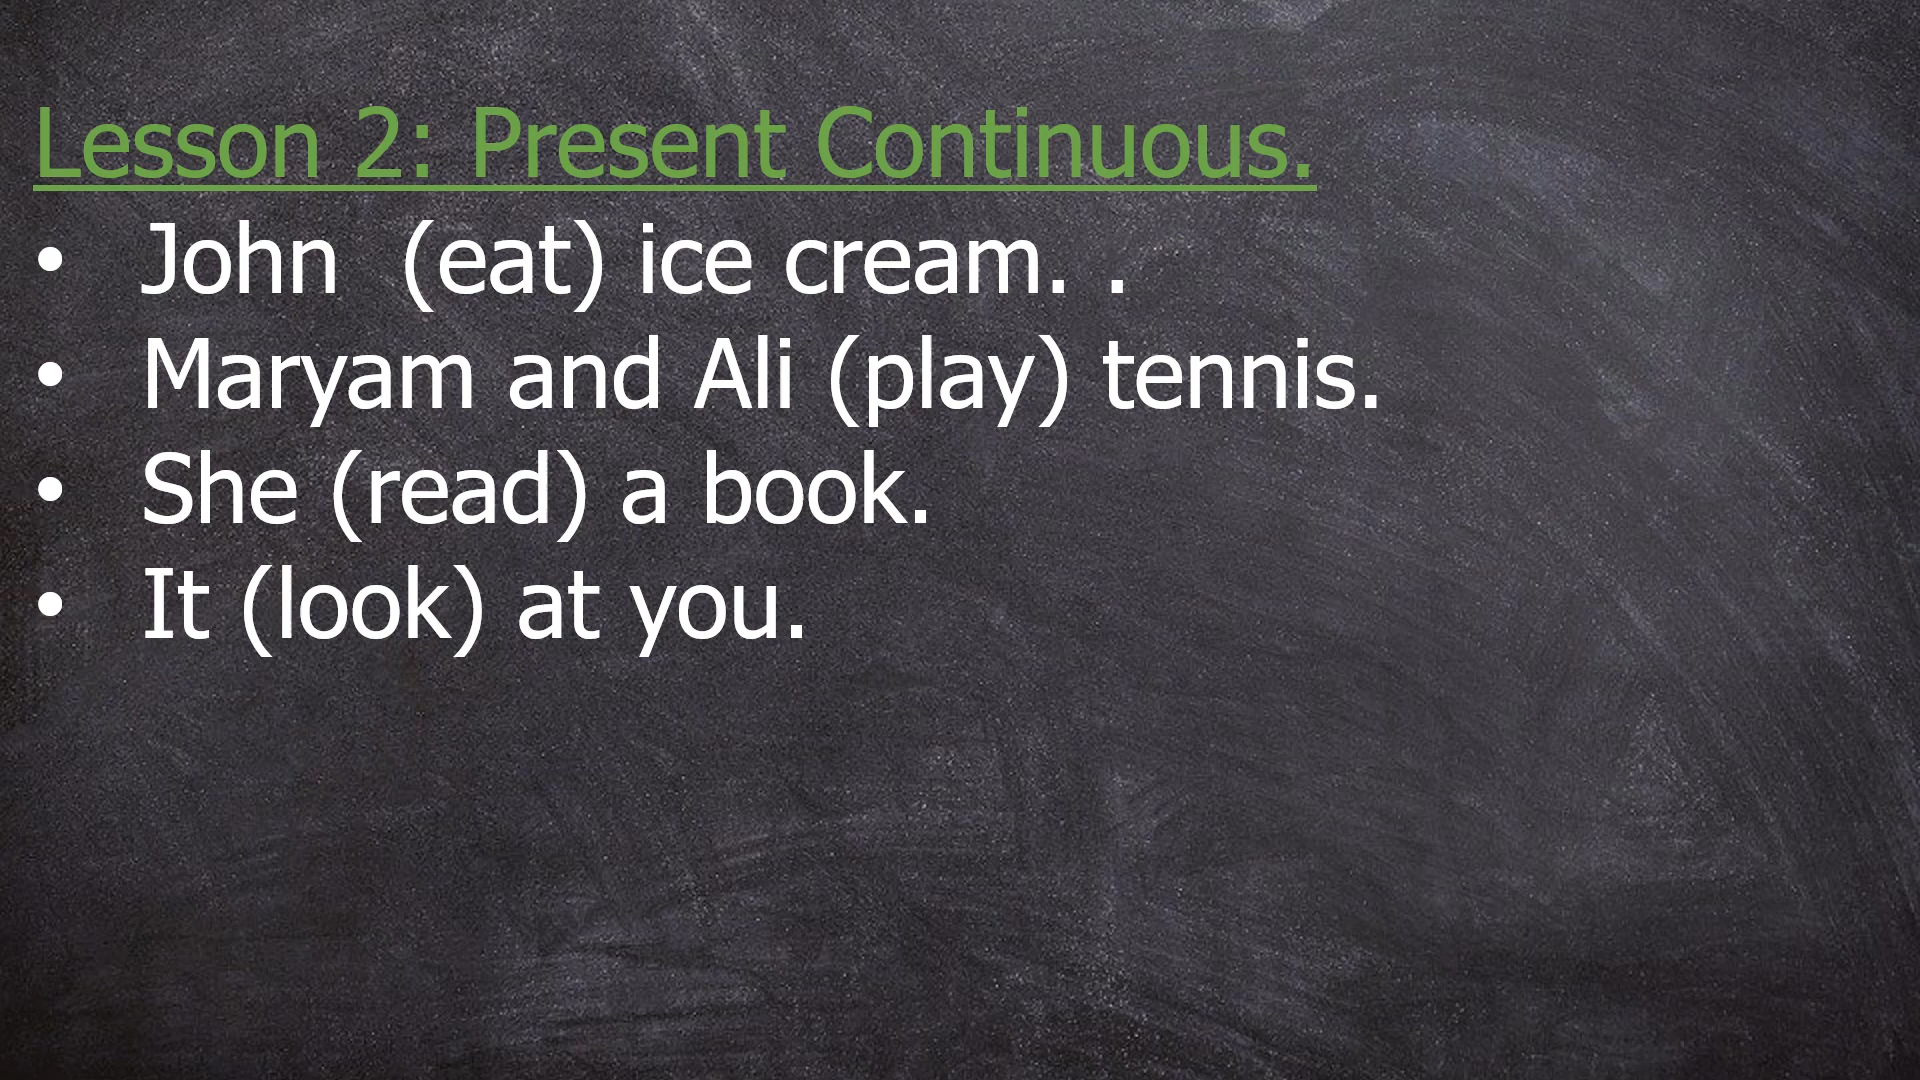 Lesson 2: Present Continuous.
• John  (eat) ice cream. .
• Maryam and Ali (play) tennis.
• She (read) a book.
• It (look) at you.